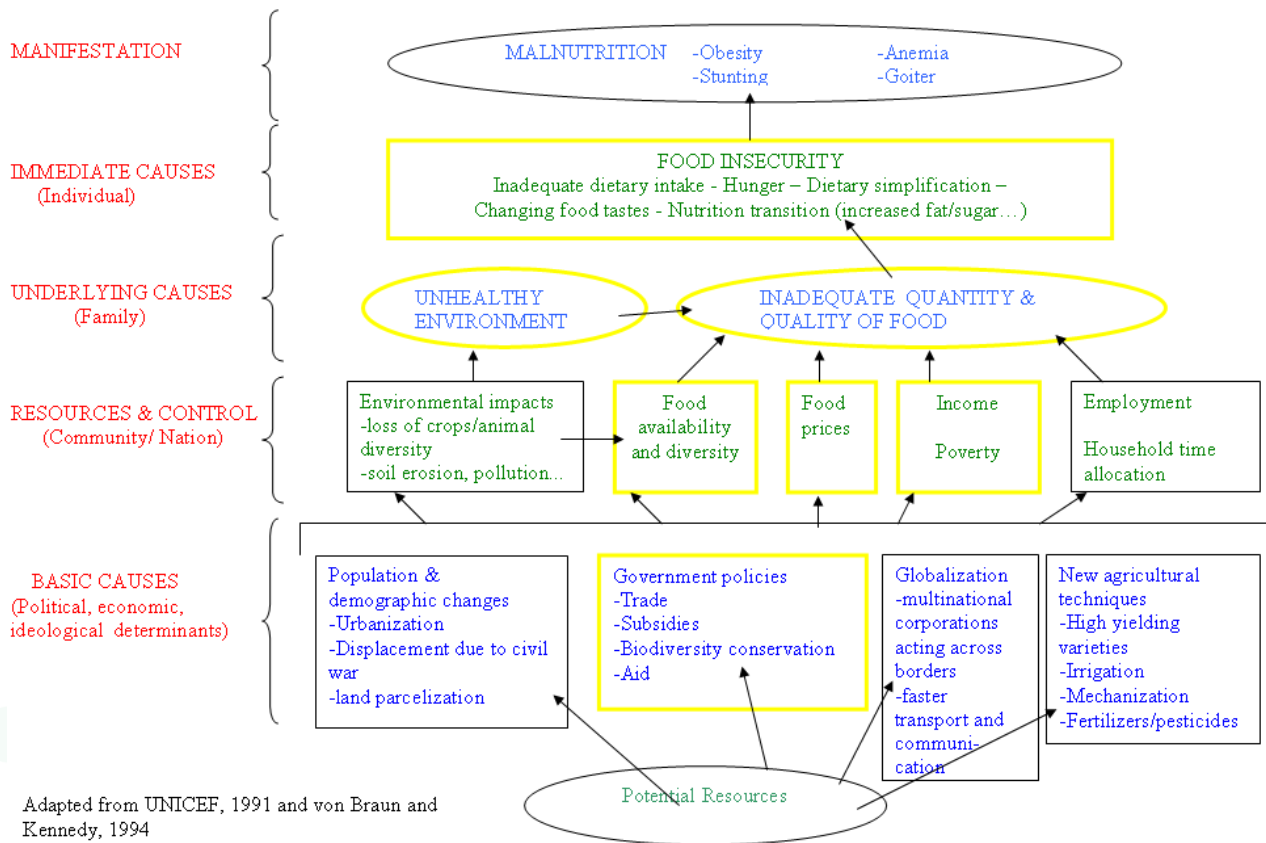 MANIFESTATION
MALNUTRITION -Obesity -Anemia
-Stunting -Goiter
IMMEDIATE CAUSES
(Individual)
FOOD INSECURITY
Inadequate dietary intake - Hunger – Dietary simplification –
Changing food tastes - Nutrition transition (increased fat/sugar…)
UNDERLYING CAUSES
(Family)
UNHEALTHY
ENVIRONMENT
INADEQUATE QUANTITY &
QUALITY OF FOOD
RESOURCES & CONTROL
(Community/ Nation)
Environmental impacts
-loss of crops/animal
diversity
-soil erosion, pollution...
Food
availability
and diversity
Food
prices
Income
Poverty
Employment
Household time
allocation
BASIC CAUSES
(Political, economic,
ideological determinants)
Population &
demographic changes
-Urbanization
-Displacement due to civil
war
-land parcelization
Government policies
-Trade
-Subsidies
-Biodiversity conservation
-Aid
Globalization
-multinational
corporations
acting across
borders
-faster
transport and
communi-
cation
New agricultural
techniques
-High yielding
varieties
-Irrigation
-Mechanization
-Fertilizers/pesticides
Potential Resources
Adapted from UNICEF, 1991 and von Braun and
Kennedy, 1994